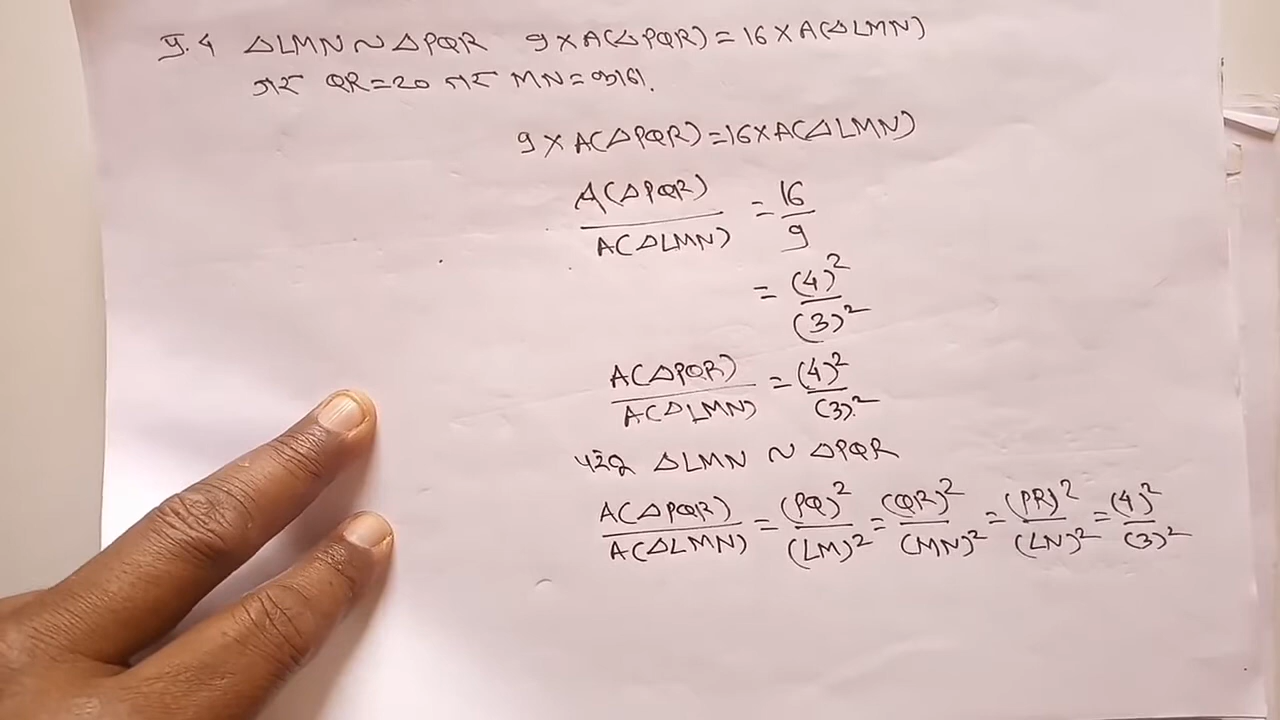 प्र.4 △LMN ~ △PQR 9×A(△PQR)=16×A(△LMN)
जर QR=20 तर MN=काढा.
9×A(△PQR)=16×A(△LMN)
A(△PQR)/A(△LMN) = 16/9
= (4)²/(3)²
A(△PQR)/A(△LMN) = (4)²/(3)²
परंतु △LMN ~ △PQR
A(△PQR)/A(△LMN) = (PQ)²/(LM)² = (QR)²/(MN)² = (PR)²/(LN)² = (4)²/(3)²